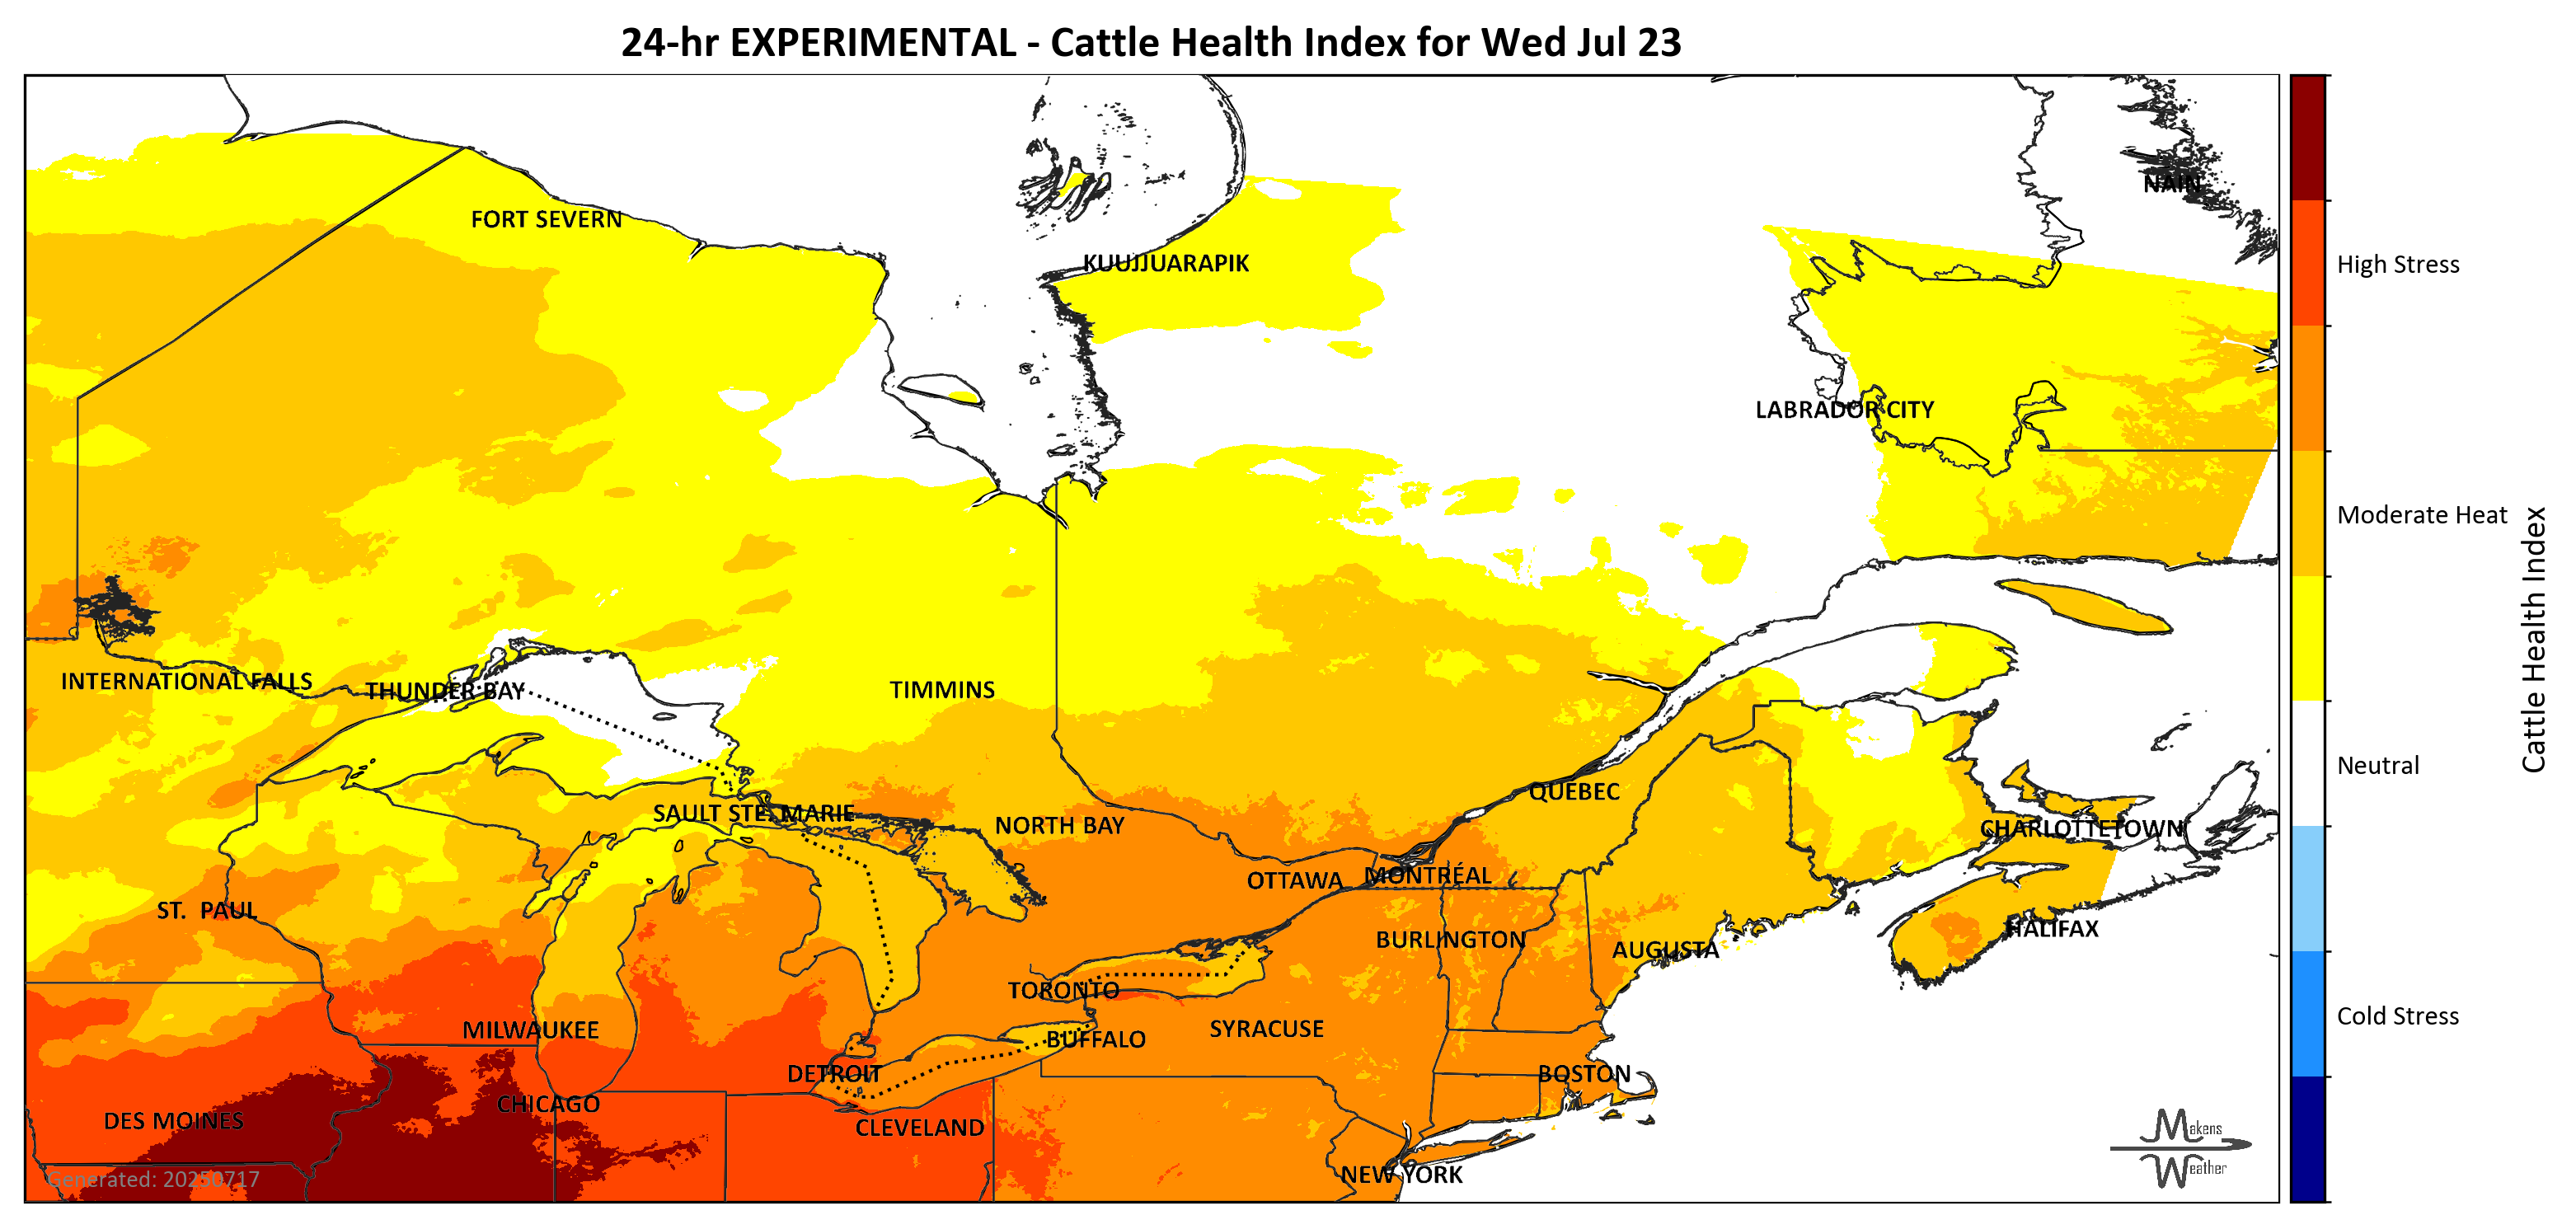 24-hr EXPERIMENTAL - Cattle Health Index for Wed Jul 23
NAIN
FORT SEVERN
KUUJJUARAPIK
High Stress
LABRADOR CITY
Moderate Heat
Cattle Health Index
INTERNATIONAL FALLS
THUNDER BAY
TIMMINS
Neutral
QUEBEC
SAULT STE. MARIE
NORTH BAY
CHARLOTTETOWN
OTTAWA
MONTRÉAL
ST. PAUL
HALIFAX
BURLINGTON
AUGUSTA
TORONTO
Cold Stress
MILWAUKEE
SYRACUSE
BUFFALO
DETROIT
BOSTON
CHICAGO
DES MOINES
CLEVELAND
Makens
Weather
NEW YORK
Generated: 20250717